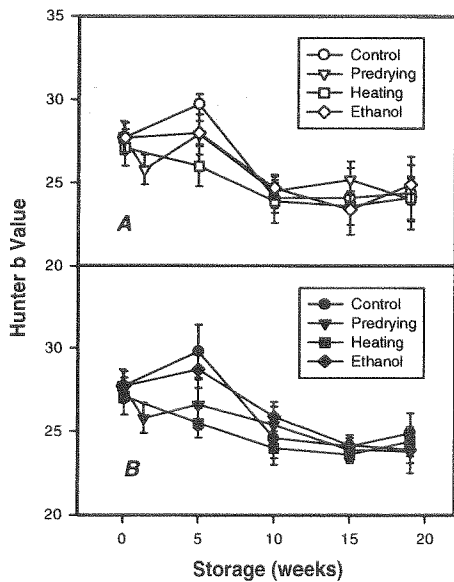 35
30
25
20
A
Control
Predrying
Heating
Ethanol
Hunter b Value
30
25
20
B
Control
Predrying
Heating
Ethanol
0 5 10 15 20
Storage (weeks)